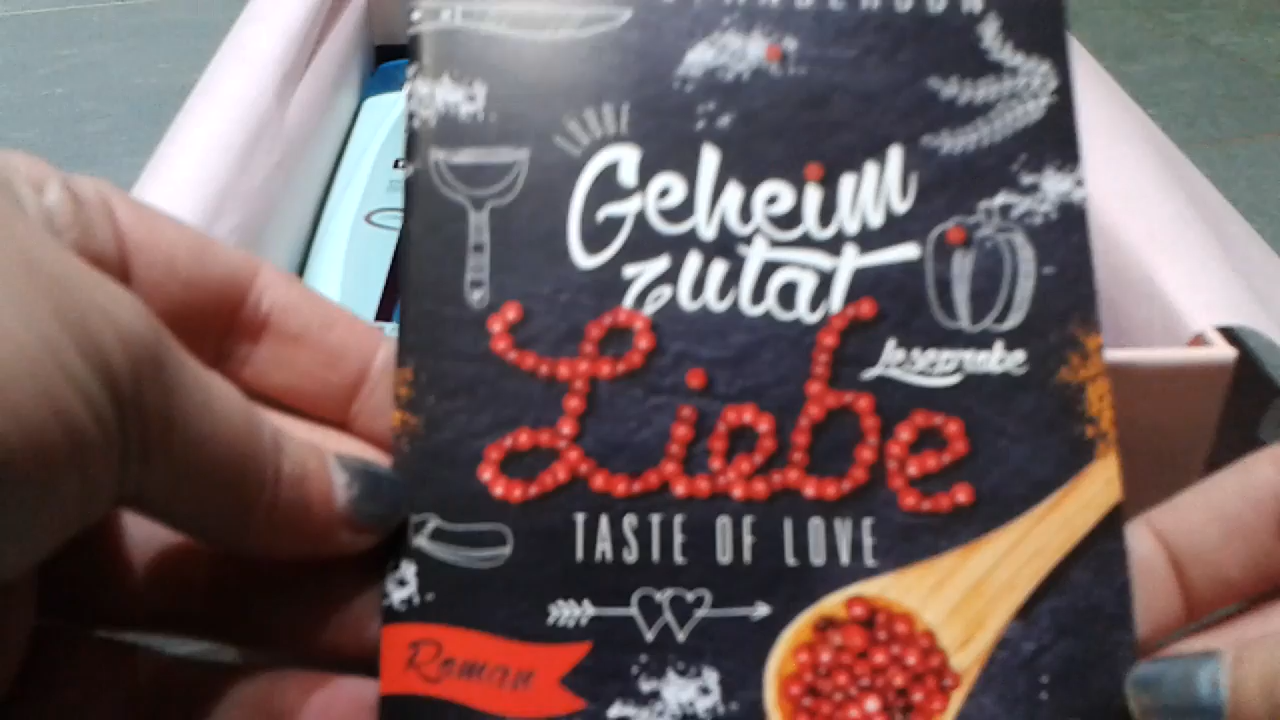 Geheim
zutat
Liebe
Leseprobe
TASTE OF LOVE
Roman